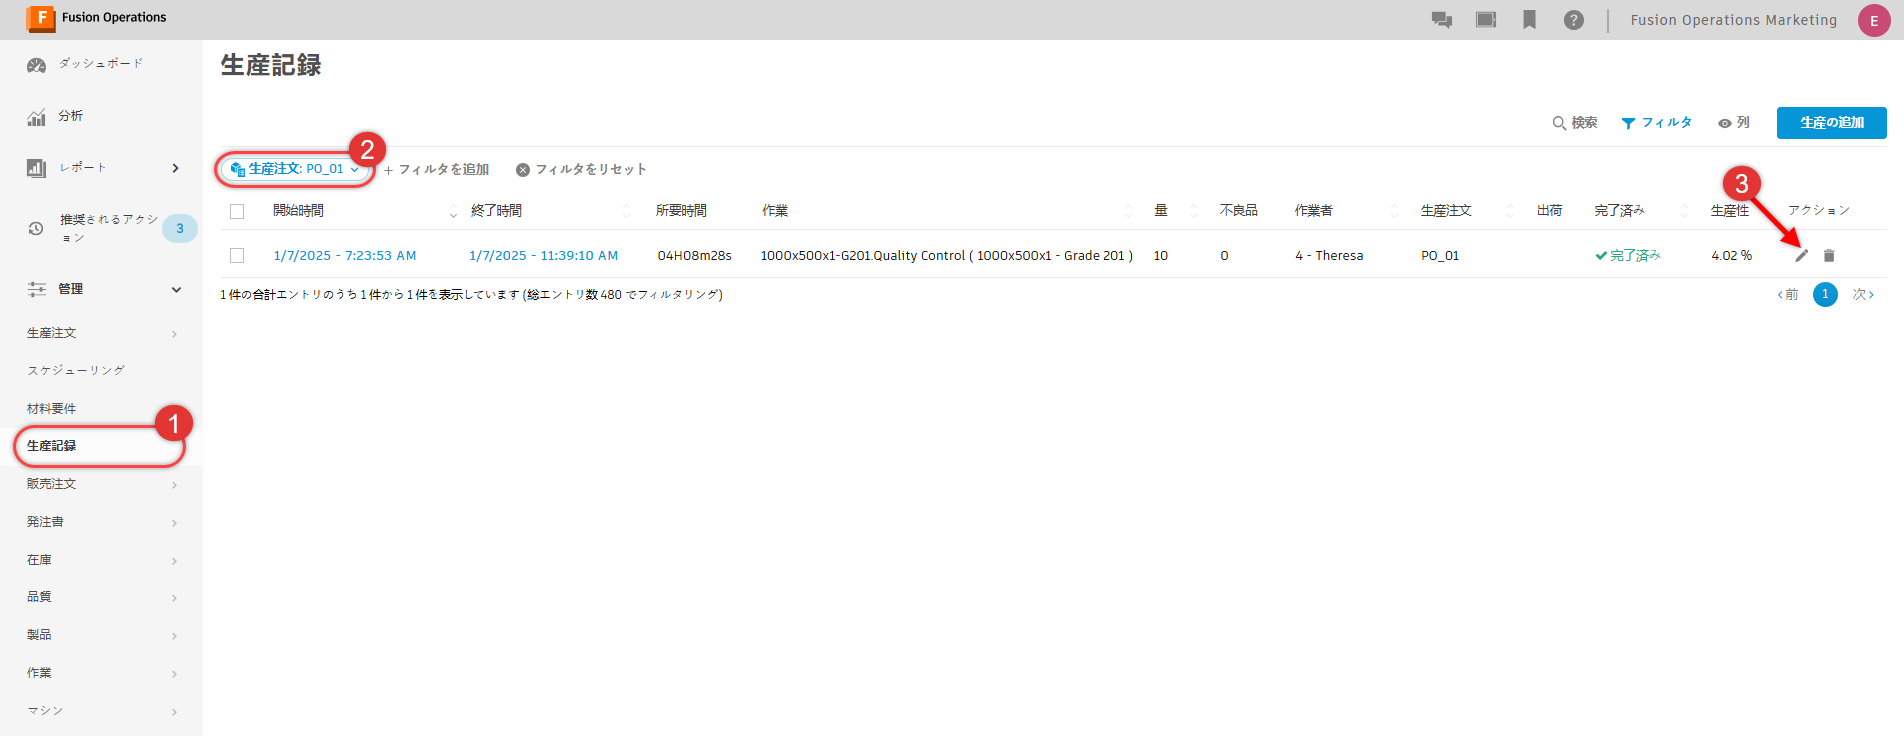 F Fusion Operations
Fusion Operations Marketing E
ダッシュボード
分析
レポート
推奨されるアクシ
ョン
3
管理
生産注文
スケジューリング
材料要件
生産記録
1
販売注文
発注書
在庫
品質
製品
作業
マシン
生産記録
検索 フィルタ 列 生産の追加
生産注文: PO_01 2 + フィルタを追加 フィルタをリセット
3
開始時間 終了時間 所要時間 作業 量 不良品 作業者 生産注文 出荷 完了済み 生産性 アクション
1/7/2025 - 7:23:53 AM 1/7/2025 - 11:39:10 AM 04H08m28s 1000x500x1-G201.Quality Control ( 1000x500x1 - Grade 201 ) 10 0 4 - Theresa PO_01 完了済み 4.02 %
1 件の合計エントリのうち 1 件から 1 件を表示しています (総エントリ数 480 でフィルタリング)
‹ 前 1 次 ›